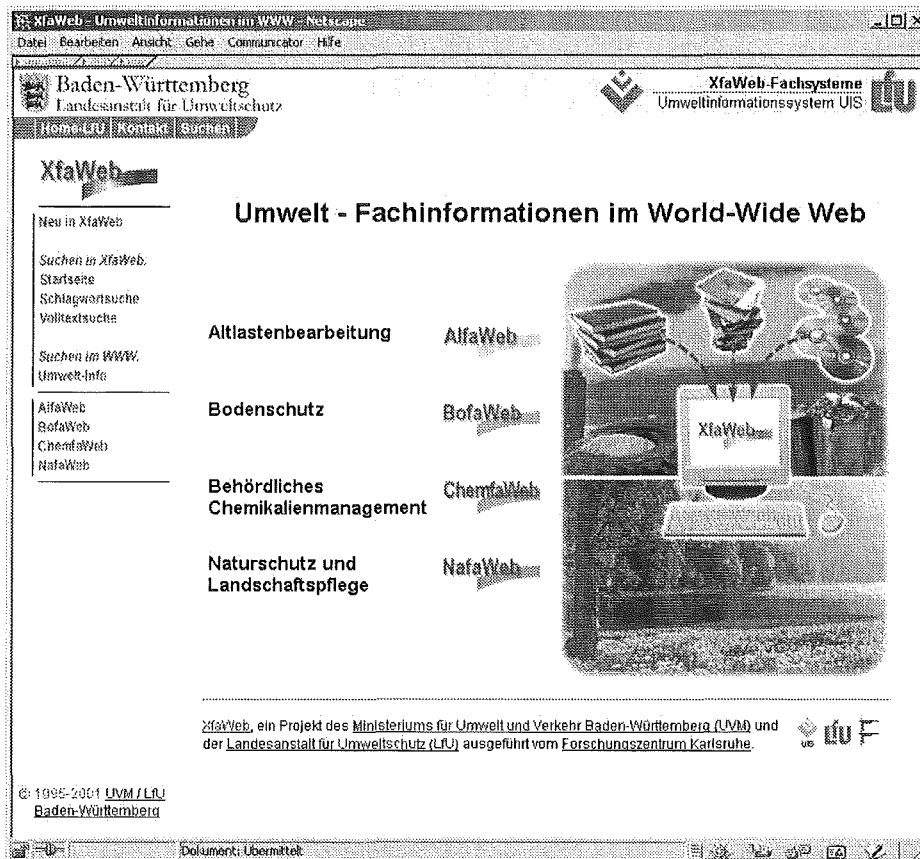 XfaWeb - Umweltinformationen im WWW - Netscape
Datei Bearbeiten Ansicht Gehe Communicator Hilfe
Baden-Württemberg
Landesanstalt für Umweltschutz
XfaWeb-Fachsysteme
Umweltinformationssystem UIS
LfU
Home-LfU Kontakt Suchen
XfaWeb
Neu in XfaWeb
Suchen in XfaWeb.
Startseite
Schlagwortsuche
Volltextsuche
Suchen im WWW.
Umwelt-Info
AlfaWeb
BofaWeb
ChemfaWeb
NafaWeb
Umwelt - Fachinformationen im World-Wide Web
Altlastenbearbeitung AlfaWeb
Bodenschutz BofaWeb
Behördliches
Chemikalienmanagement ChemfaWeb
Naturschutz und
Landschaftspflege NafaWeb
XfaWeb
XfaWeb, ein Projekt des Ministeriums für Umwelt und Verkehr Baden-Württemberg (UVM) und
der Landesanstalt für Umweltschutz (LfU) ausgeführt vom Forschungszentrum Karlsruhe.
UIS LfU
© 1995-2001 UVM / LfU
Baden-Württemberg
Dokument: Übermittelt